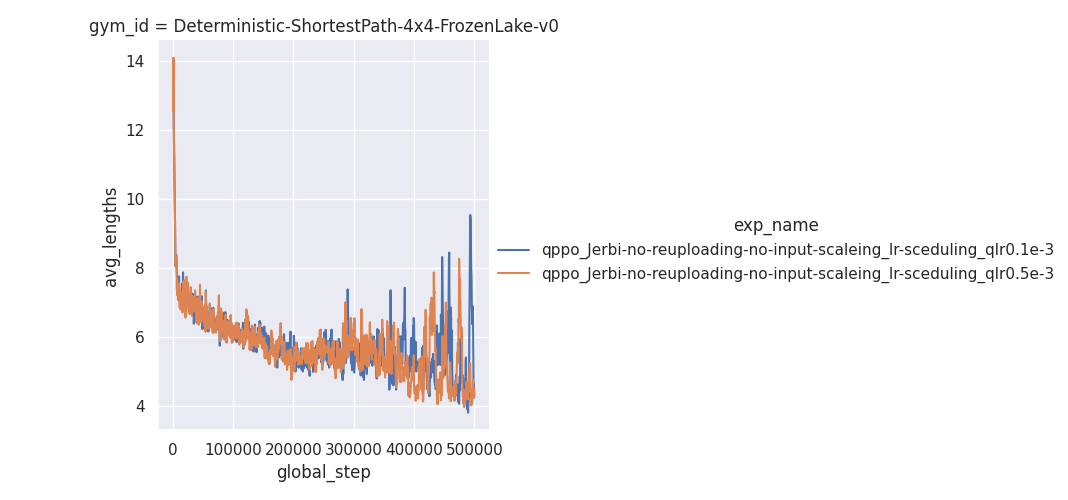 gym_id = Deterministic-ShortestPath-4x4-FrozenLake-v0
14
12
10
8
6
4
avg_lengths
0 100000 200000 300000 400000 500000
global_step
exp_name
qppo_Jerbi-no-reuploading-no-input-scaleing_lr-sceduling_qlr0.1e-3
qppo_Jerbi-no-reuploading-no-input-scaleing_lr-sceduling_qlr0.5e-3